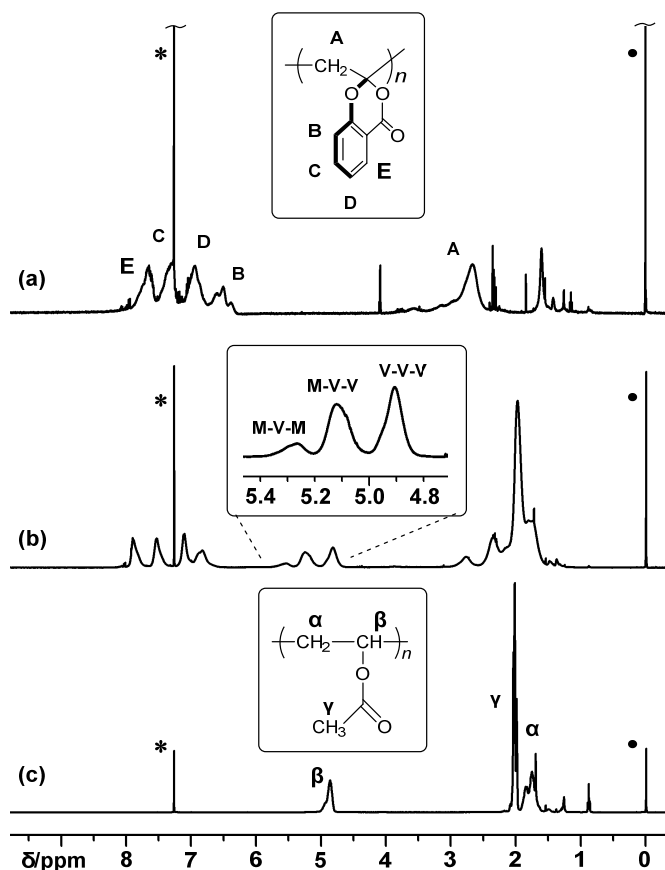 *
A
•
( CH₂ )n
O O
O
B
C
E
D
(a)
E
C
D
B
A
(b)
*
M-V-M
M-V-V
V-V-V
5.4 5.2 5.0 4.8
•
(c)
*
α β
( CH₂ CH )n
O
γ
CH₃ O
β
γ
α
•
δ/ppm 8 7 6 5 4 3 2 1 0